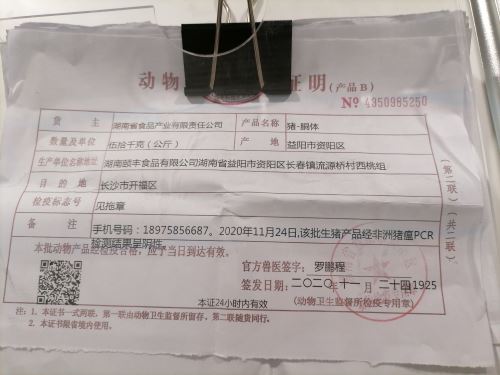 动物 证明(产品B)
№ 4350985250
货 主 湖南省食品产业有限责任公司 产品名称 猪-胴体
数量及单位 伍拾千克(公斤) 产 地 益阳市资阳区
生产单位名称地址 湖南颐丰食品有限公司湖南省益阳市资阳区长春镇流源桥村西桃组
目的地 长沙市开福区
检疫标志号 见拖章
备 注 手机号码:18975856687。2020年11月24日,该批生猪产品经非洲猪瘟PCR
检测结果呈阴性
本批动物产品经检疫合格,应于当日到达有效。
官方兽医签字: 罗鹏程
签发日期:二〇二〇年十一月二十四1925
本证24小时内有效 (动物卫生监督所检疫专用章)
注:1. 本证书一式两联,第一联由动物卫生监督所留存,第二联随货同行。
2. 本证书限省境内使用。
(第二联)
(共二联)